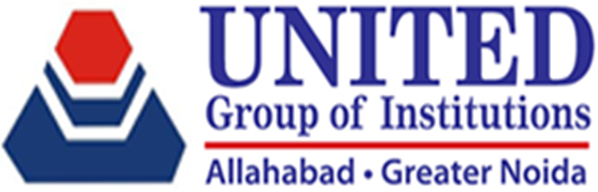 UNITED
Group of Institutions
Allahabad • Greater Noida